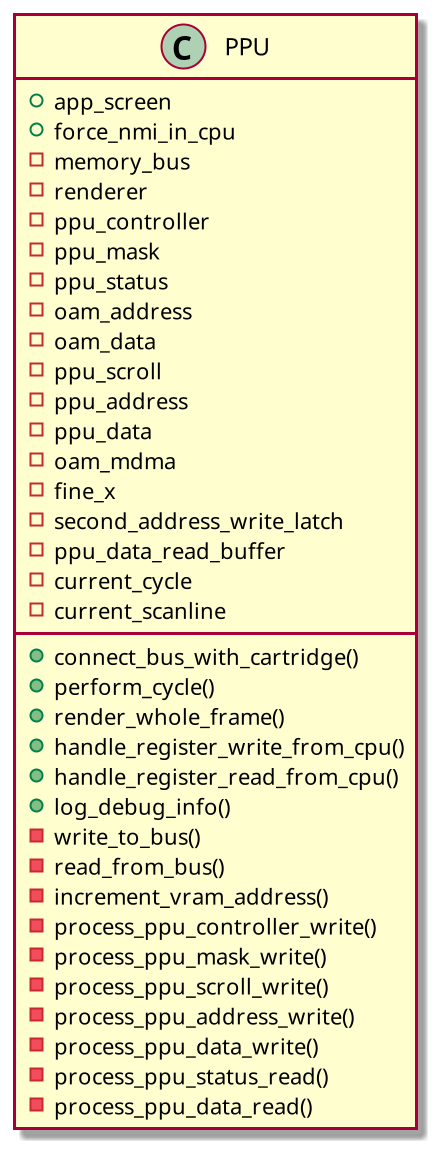 C PPU
app_screen
force_nmi_in_cpu
memory_bus
renderer
ppu_controller
ppu_mask
ppu_status
oam_address
oam_data
ppu_scroll
ppu_address
ppu_data
oam_mdma
fine_x
second_address_write_latch
ppu_data_read_buffer
current_cycle
current_scanline
connect_bus_with_cartridge()
perform_cycle()
render_whole_frame()
handle_register_write_from_cpu()
handle_register_read_from_cpu()
log_debug_info()
write_to_bus()
read_from_bus()
increment_vram_address()
process_ppu_controller_write()
process_ppu_mask_write()
process_ppu_scroll_write()
process_ppu_address_write()
process_ppu_data_write()
process_ppu_status_read()
process_ppu_data_read()